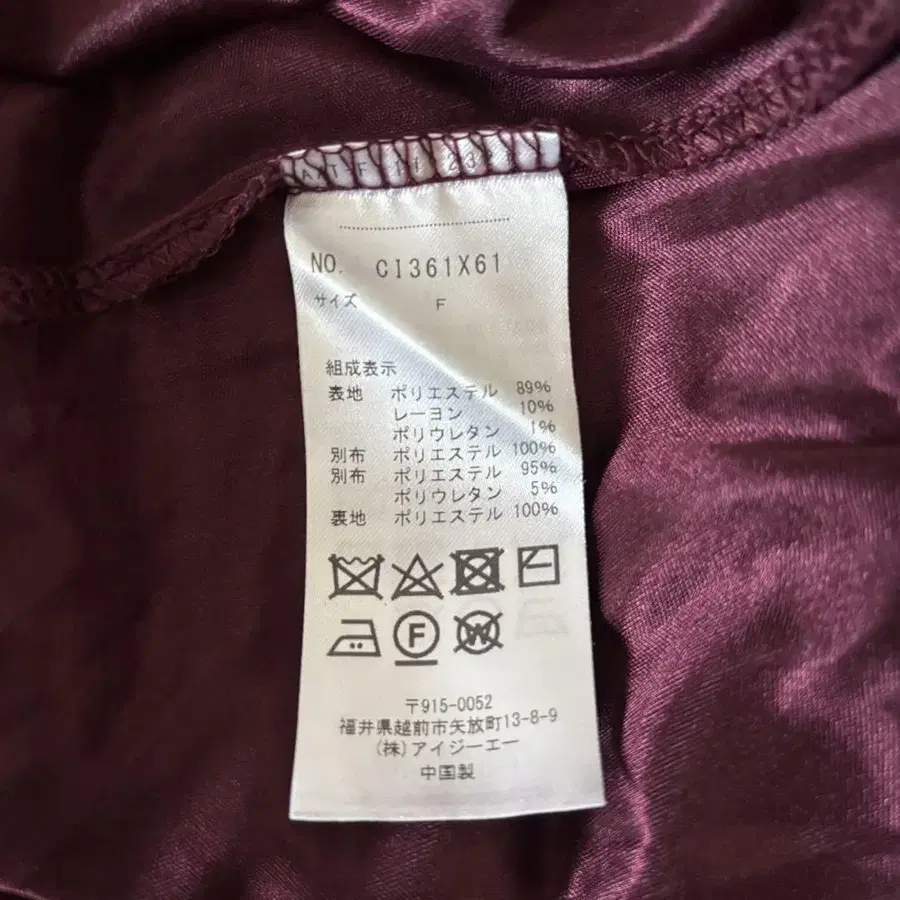 NO. CI361X61
サイズ F
組成表示
表地 ポリエステル 89%
レーヨン 10%
ポリウレタン 1%
別布 ポリエステル 100%
別布 ポリエステル 95%
ポリウレタン 5%
裏地 ポリエステル 100%
F W
〒915-0052
福井県越前市矢放町13-8-9
(株)アイジーエー
中国製